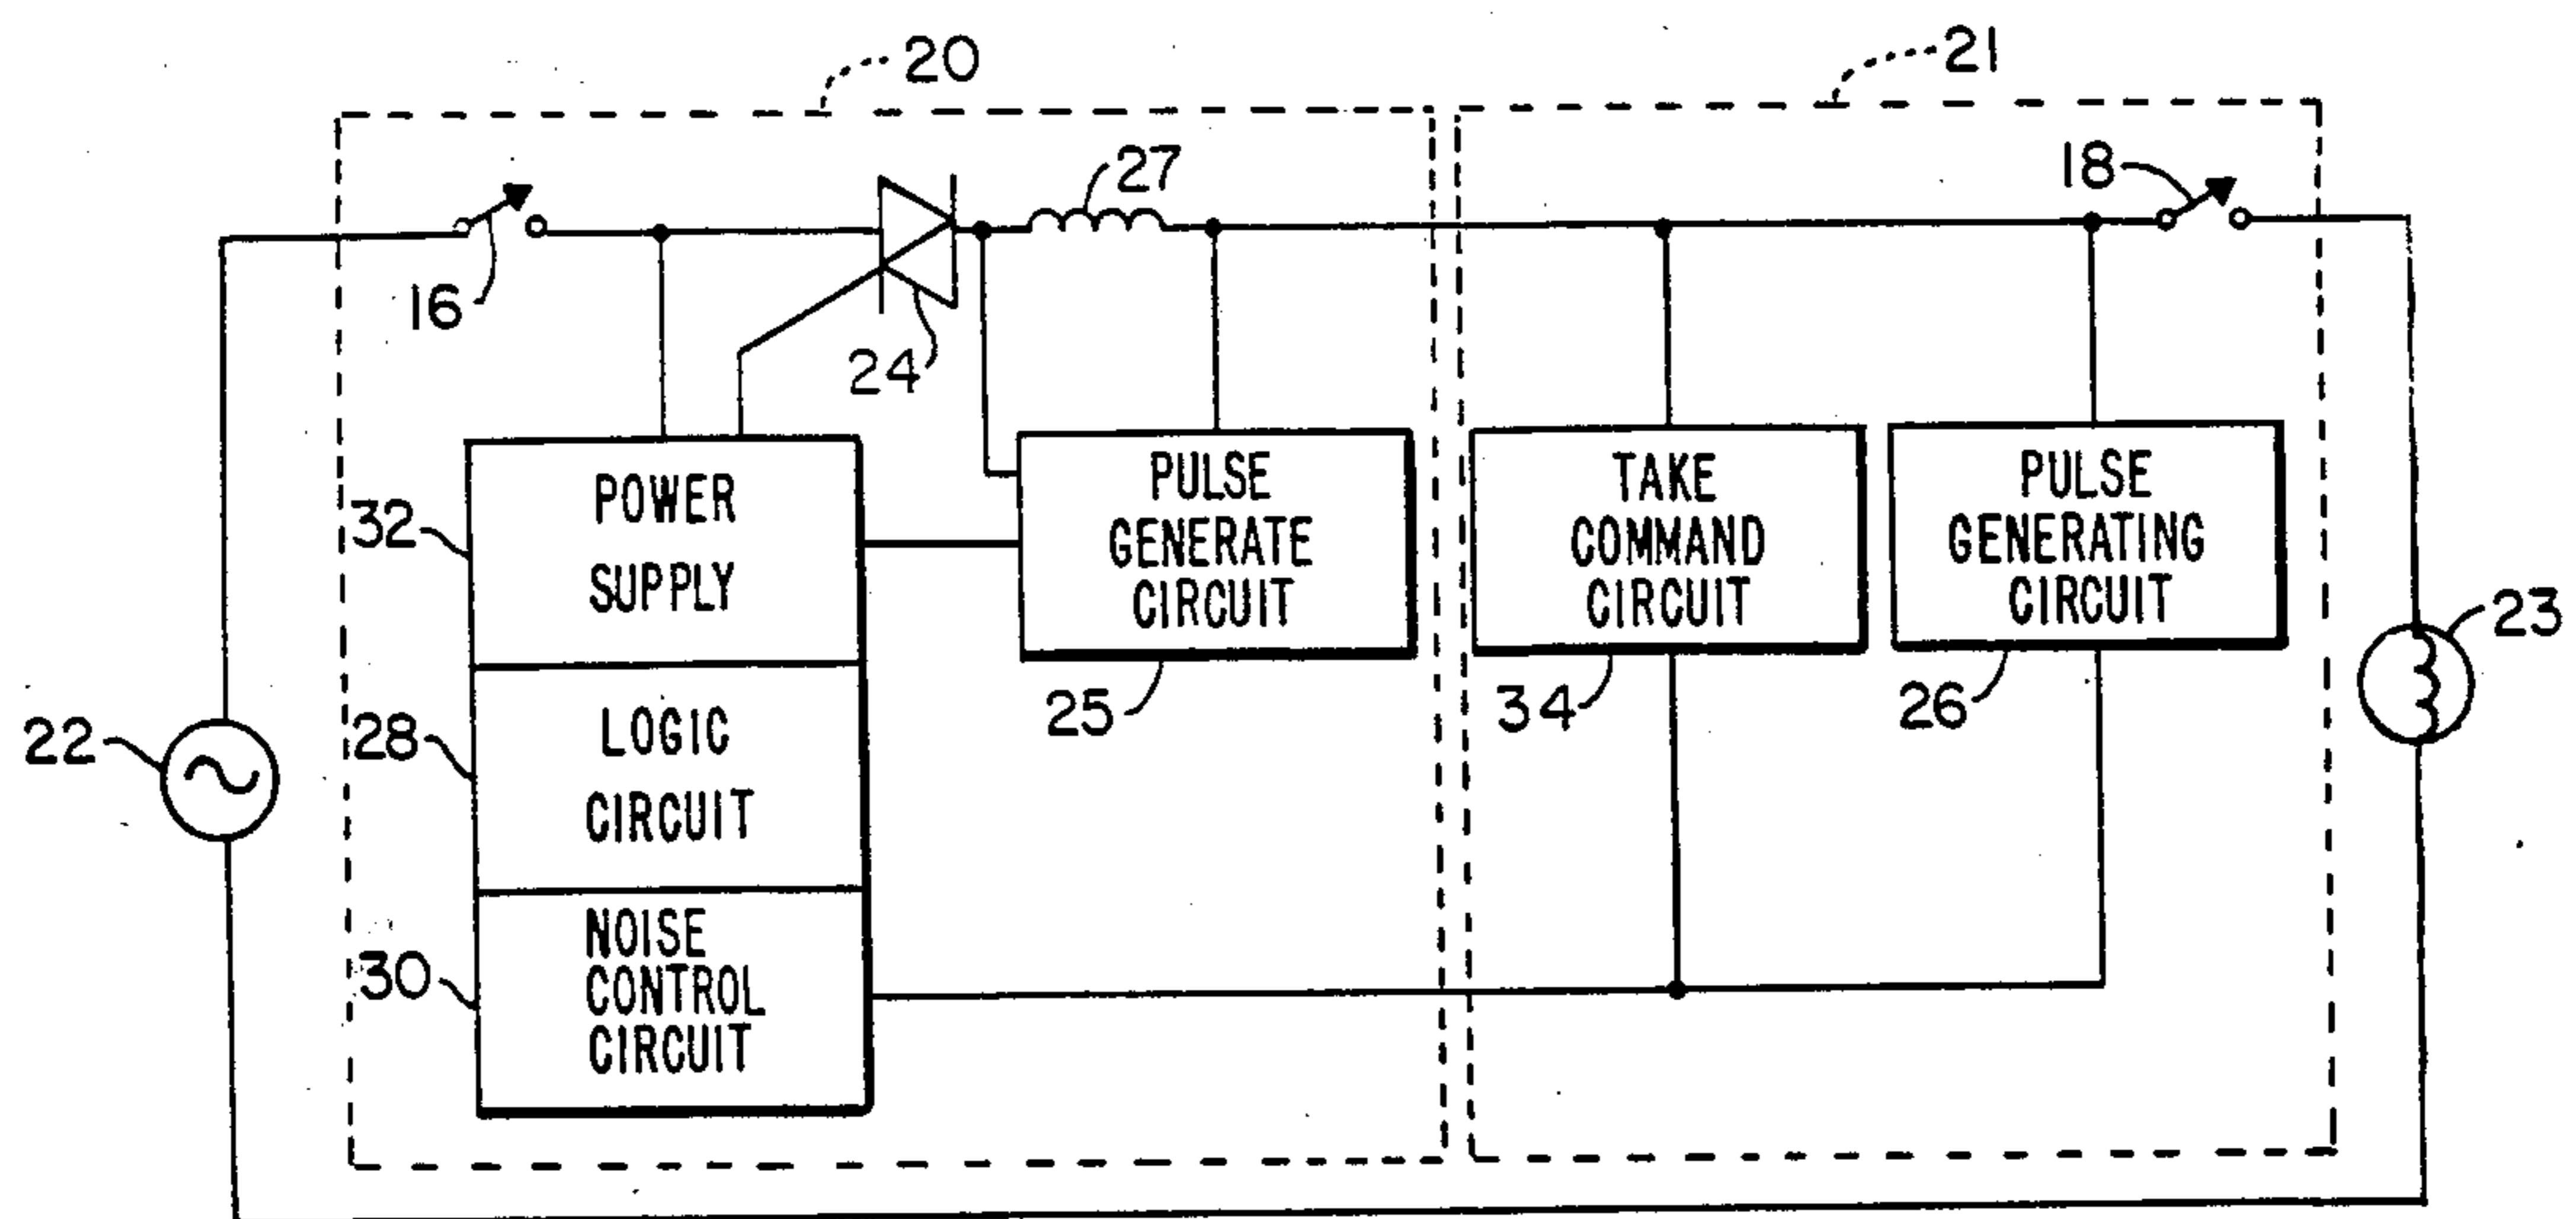 20
21
27
18
16
24
32
POWER
SUPPLY
PULSE
GENERATE
CIRCUIT
25
TAKE
COMMAND
CIRCUIT
34
PULSE
GENERATING
CIRCUIT
26
23
22
28
LOGIC
CIRCUIT
30
NOISE
CONTROL
CIRCUIT